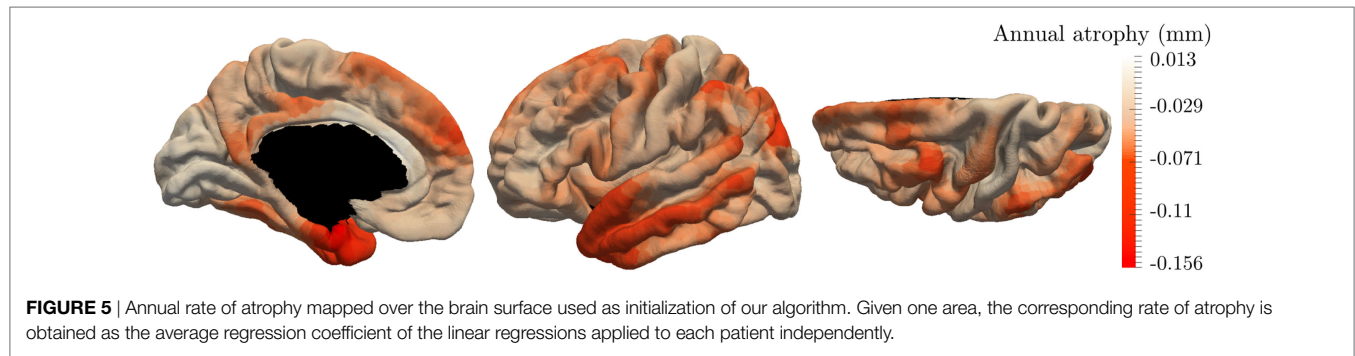 Annual atrophy (mm)
0.013
-0.029
-0.071
-0.11
-0.156
FIGURE 5 | Annual rate of atrophy mapped over the brain surface used as initialization of our algorithm. Given one area, the corresponding rate of atrophy is
obtained as the average regression coefficient of the linear regressions applied to each patient independently.